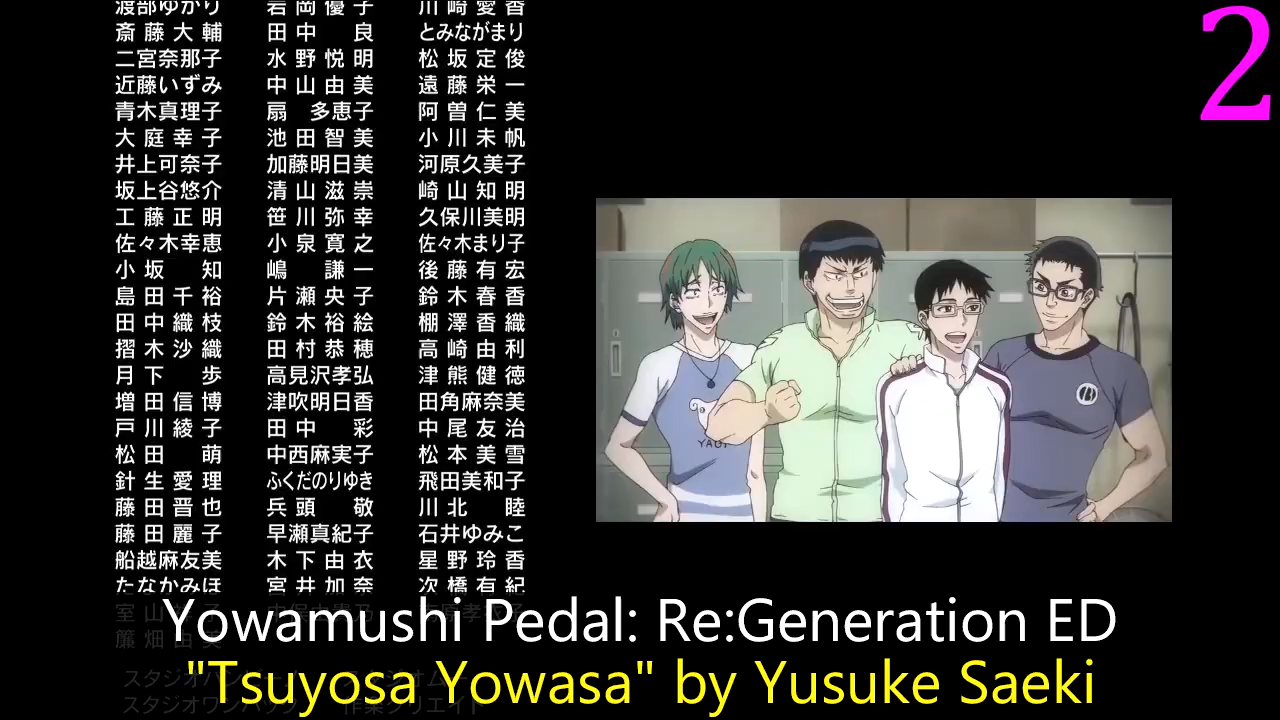 2
渡部ゆかり 岩岡優子 川崎愛香
斎藤大輔 田中良 とみながまり
二宮奈那子 水野悦明 松坂定俊
近藤いずみ 中山由美 遠藤栄一
青木真理子 扇多恵子 阿曽仁美
大庭幸子 池田智美 小川未帆
井上可奈子 加藤明日美 河原久美子
坂上谷悠介 清山滋崇 崎山知明
工藤正明 笹川弥幸 久保川美明
佐々木幸恵 小泉寛之 佐々木まり子
小坂知 嶋謙一 後藤有宏
島田千裕 片瀬央子 鈴木春香
田中織枝 鈴木裕絵 棚澤香織
摺木沙織 田村恭穂 高崎由利
月下歩 高見沢孝弘 津熊健徳
増田信博 津吹明日香 田角麻奈美
戸川綾子 田中彩 中尾友治
松田萌 中西麻実子 松本美雪
針生愛理 ふくだのりゆき 飛田美和子
藤田晋也 兵頭敬 川北睦
藤田麗子 早瀬真紀子 石井ゆみこ
船越麻友美 木下由衣 星野玲香
たなかみほ 宮井加奈 次橋有紀
YAG
Yowamushi Pedal: Re:Generation ED
"Tsuyosa Yowasa" by Yusuke Saeki